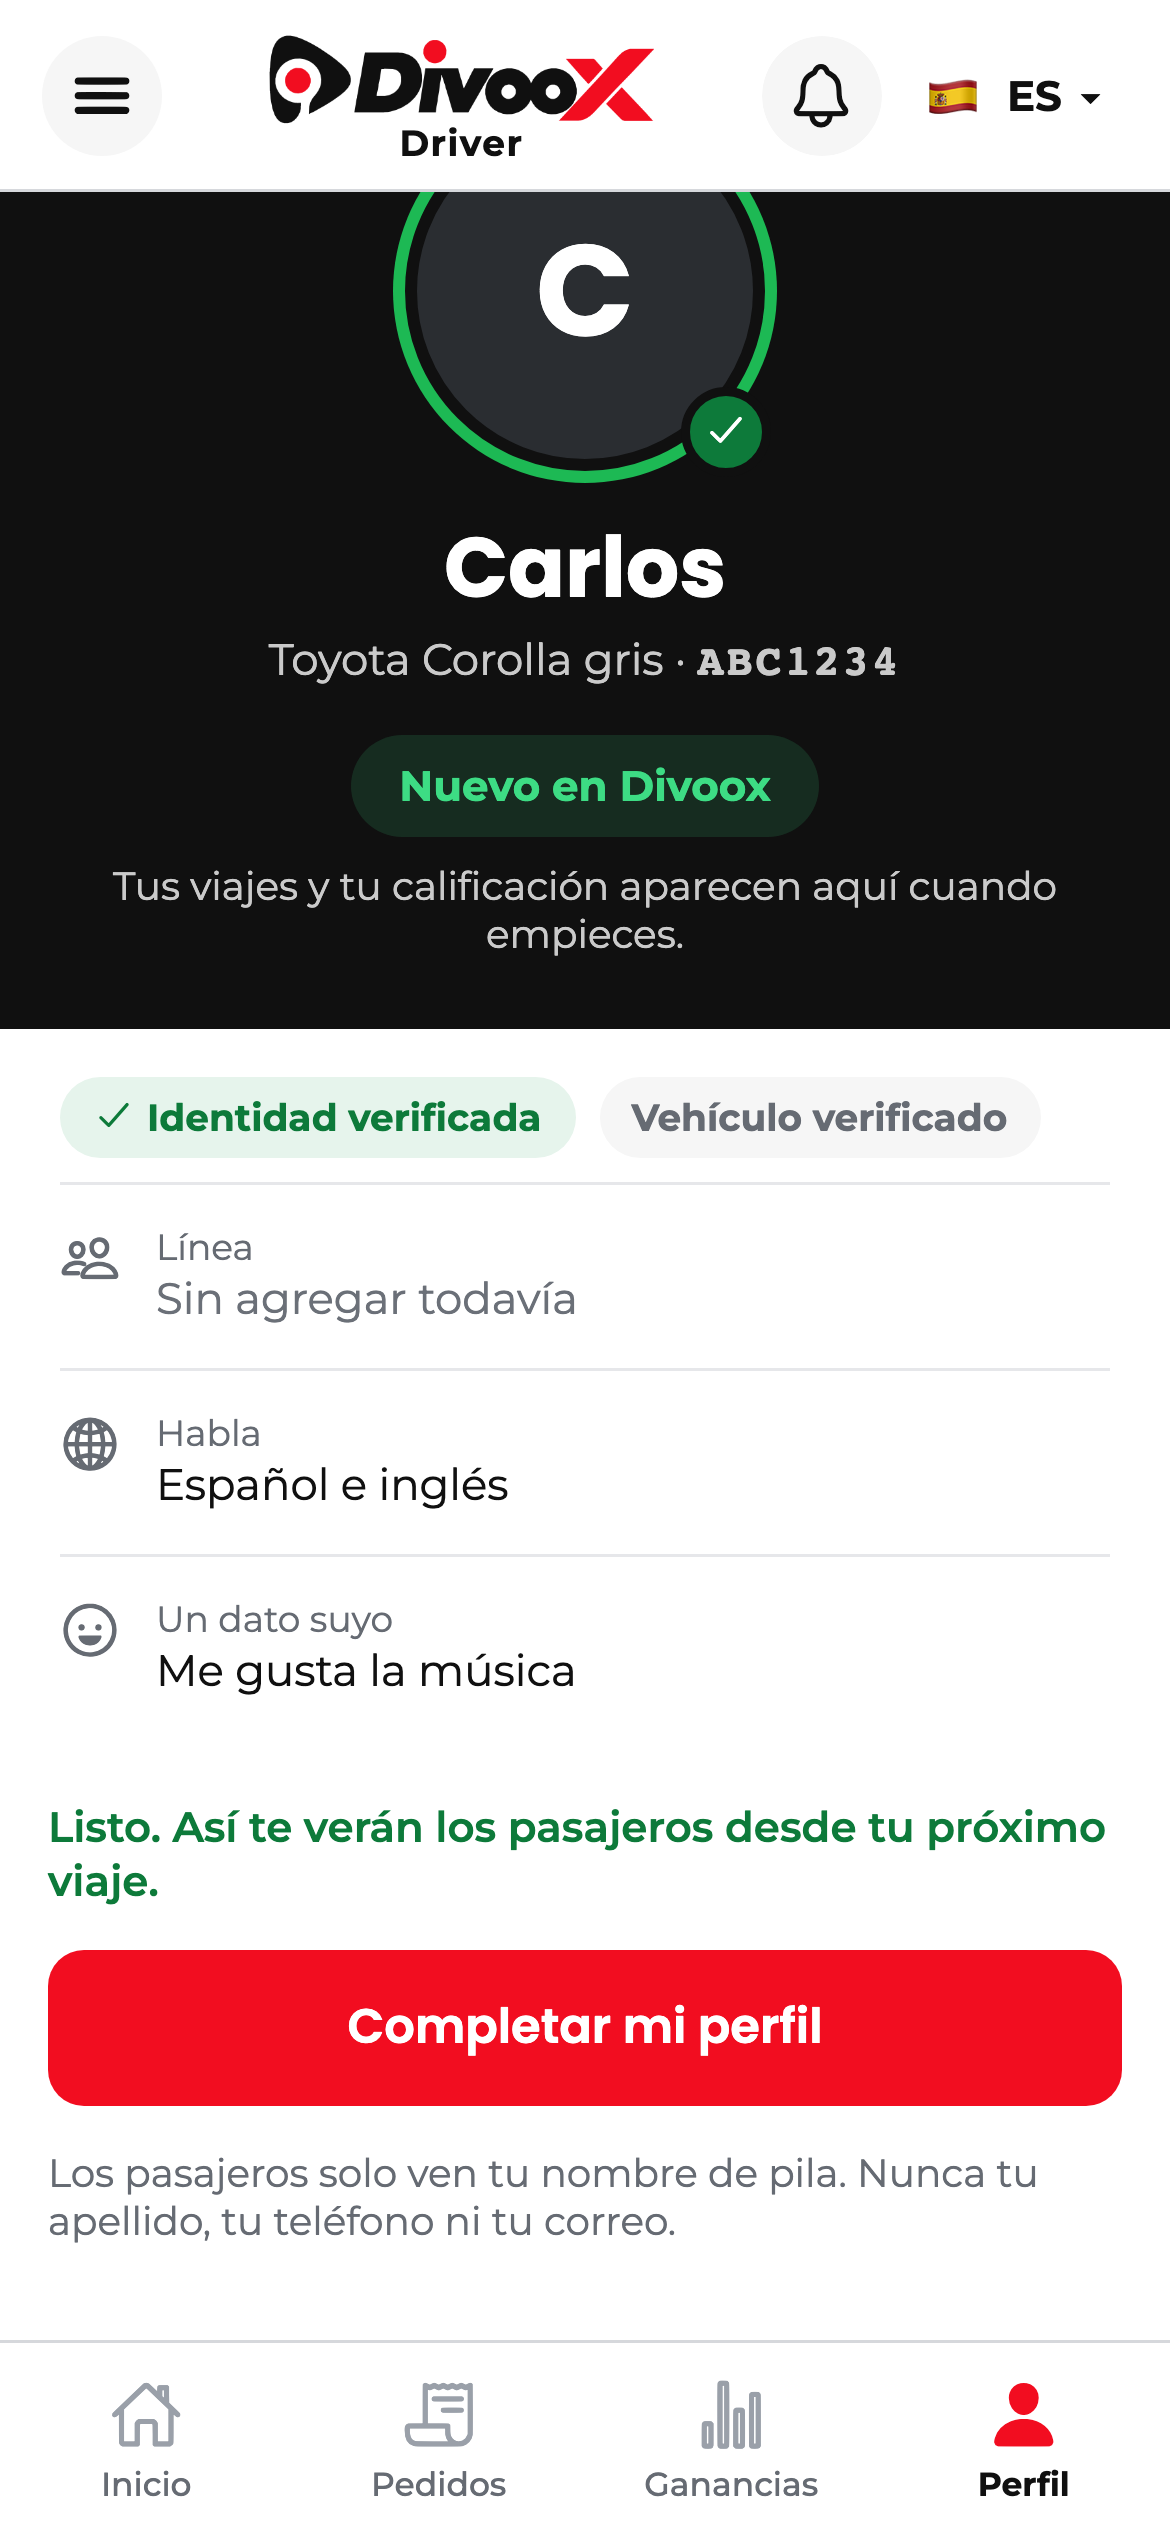 DivooX
Driver
ES
C
Carlos
Toyota Corolla gris · ABC1234
Nuevo en Divoox
Tus viajes y tu calificación aparecen aquí cuando
empieces.
Identidad verificada
Vehículo verificado
Línea
Sin agregar todavía
Habla
Español e inglés
Un dato suyo
Me gusta la música
Listo. Así te verán los pasajeros desde tu próximo
viaje.
Completar mi perfil
Los pasajeros solo ven tu nombre de pila. Nunca tu
apellido, tu teléfono ni tu correo.
Inicio
Pedidos
Ganancias
Perfil